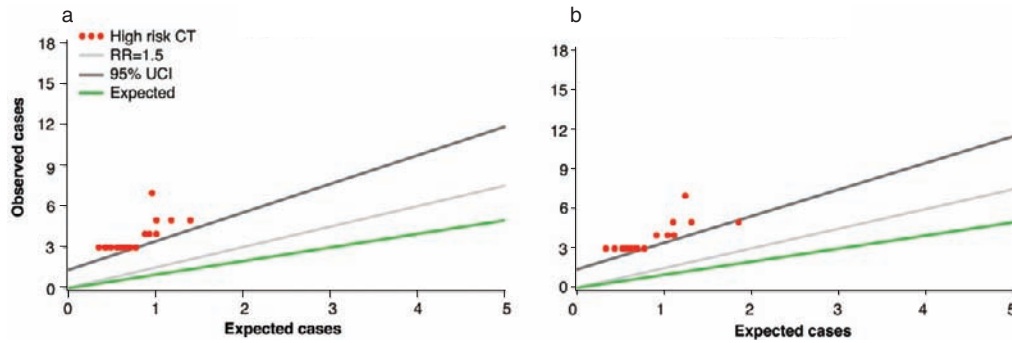 a
18
15
12
9
6
3
0
Observed cases
High risk CT
RR=1.5
95% UCI
Expected
0 1 2 3 4 5
Expected cases
b
18
15
12
9
6
3
0
0 1 2 3 4 5
Expected cases